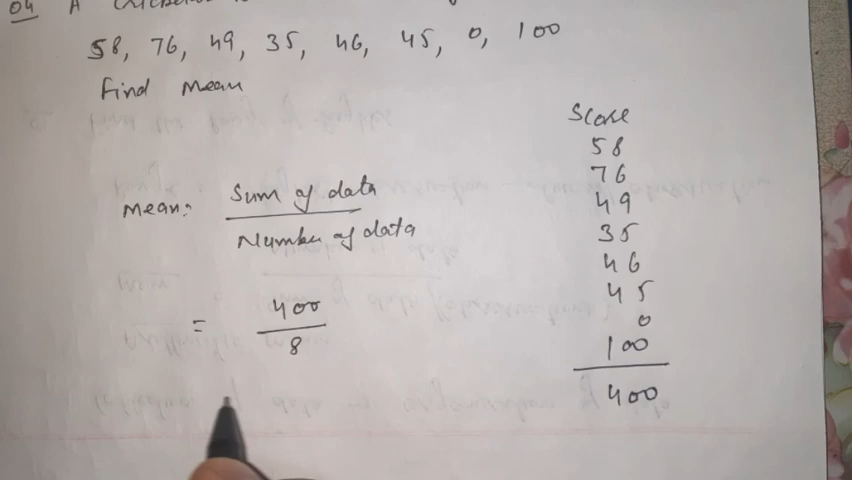 04 A
58, 76, 49, 35, 46, 45, 0, 100
Find Mean
Mean: Sum of data
Number of data
= 400
8
Score
58
76
49
35
46
45
0
100
400